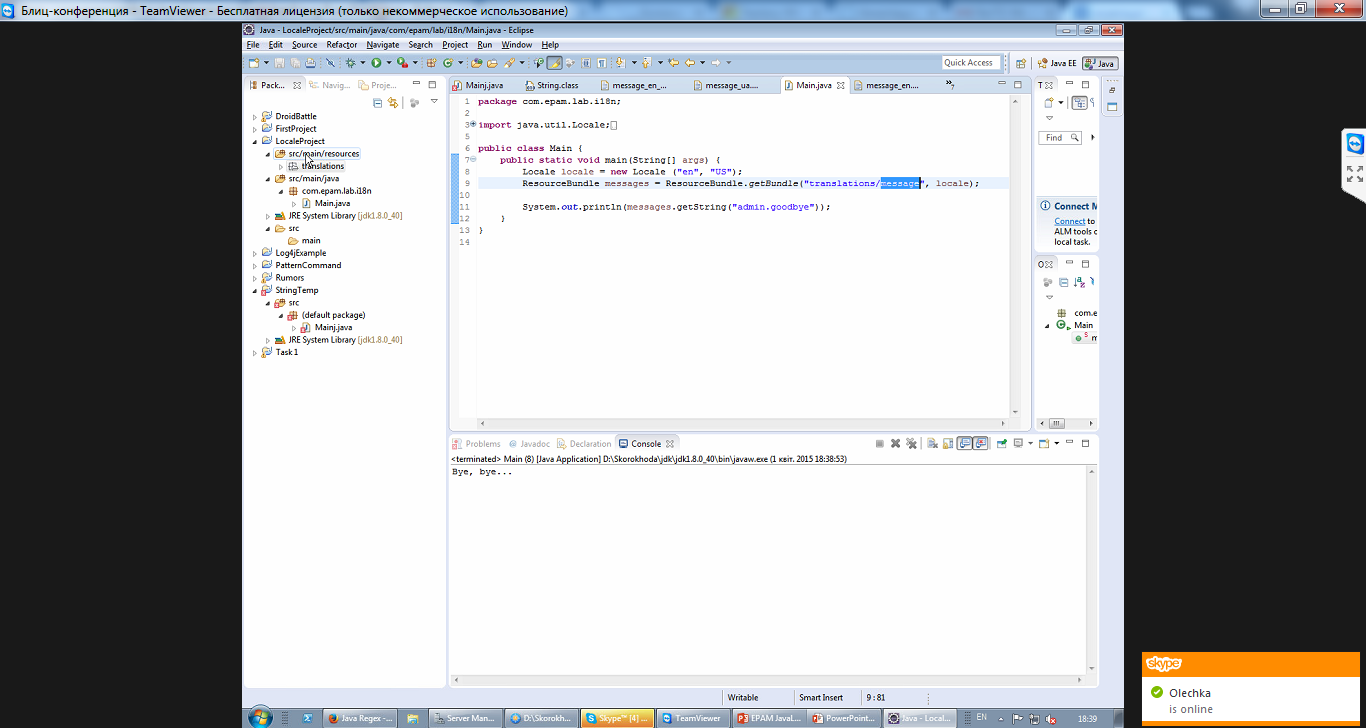 Блиц-конференция - TeamViewer - Бесплатная лицензия (только некоммерческое использование)
Java - LocaleProject/src/main/java/com/epam/lab/i18n/Main.java - Eclipse
File Edit Source Refactor Navigate Search Project Run Window Help
Quick Access
Java EE
Java
Pack...
Navig...
Proje...
Mainj.java
String.class
message_en_...
message_ua....
Main.java
message_en....
DroidBattle
FirstProject
LocaleProject
src/main/resources
translations
src/main/java
com.epam.lab.i18n
Main.java
JRE System Library [jdk1.8.0_40]
src
main
Log4jExample
PatternCommand
Rumors
StringTemp
src
(default package)
Mainj.java
JRE System Library [jdk1.8.0_40]
Task1
1 package com.epam.lab.i18n;
2
3 import java.util.Locale;
5
6 public class Main {
7 public static void main(String[] args) {
8 Locale locale = new Locale ("en", "US");
9 ResourceBundle messages = ResourceBundle.getBundle("translations/message", locale);
10
11 System.out.println(messages.getString("admin.goodbye"));
12 }
13 }
14
Find
Connect M
Connect to
ALM tools c
local task.
com.e
Main
m
Problems
Javadoc
Declaration
Console
<terminated> Main (8) [Java Application] D:\Skorokhoda\jdk\jdk1.8.0_40\bin\javaw.exe (1 квіт. 2015 18:38:53)
Bye, bye...
Writable
Smart Insert
9 : 81
skype
Olechka
is online
Java Regex -...
Server Man...
D:\Skorokh...
Skype™ [4] ...
TeamViewer
EPAM JavaL...
PowerPoint...
Java - Local...
EN
18:39